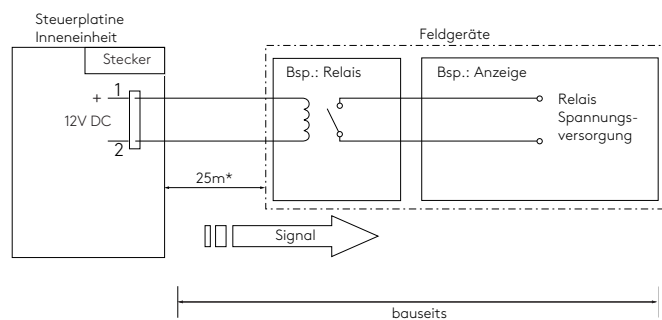 Steuerplatine
Inneneinheit
Stecker
+ 1
12V DC
2
Feldgeräte
Bsp.: Relais
Bsp.: Anzeige
Relais
Spannungs-
versorgung
25m*
Signal
bauseits